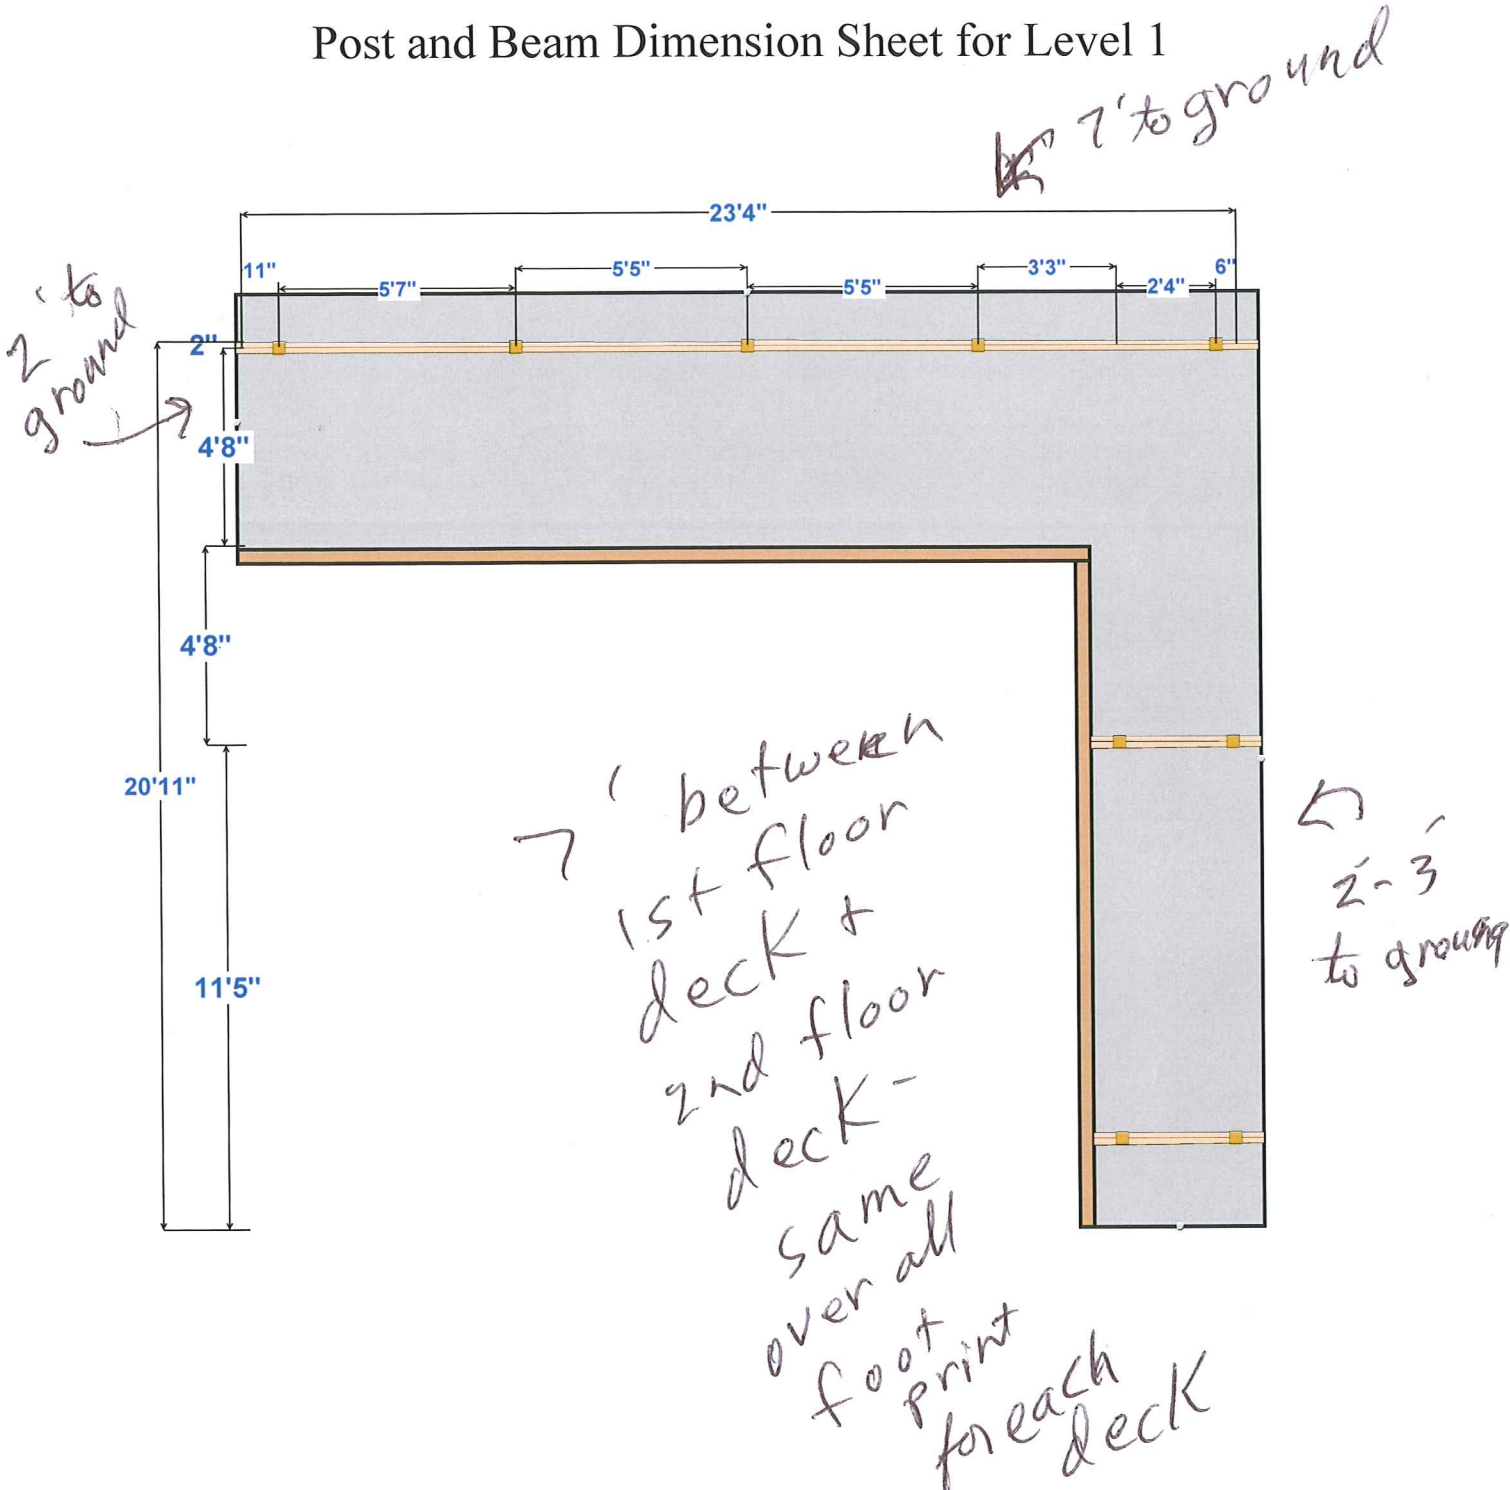 Post and Beam Dimension Sheet for Level 1
7' to ground
23'4"
11"
5'7"
5'5"
5'5"
3'3"
2'4"
6"
2' to
ground
2"
4'8"
4'8"
20'11"
11'5"
7' between
1st floor
deck +
2nd floor
deck -
same
over all
foot
print
for each
deck
2'-3'
to ground